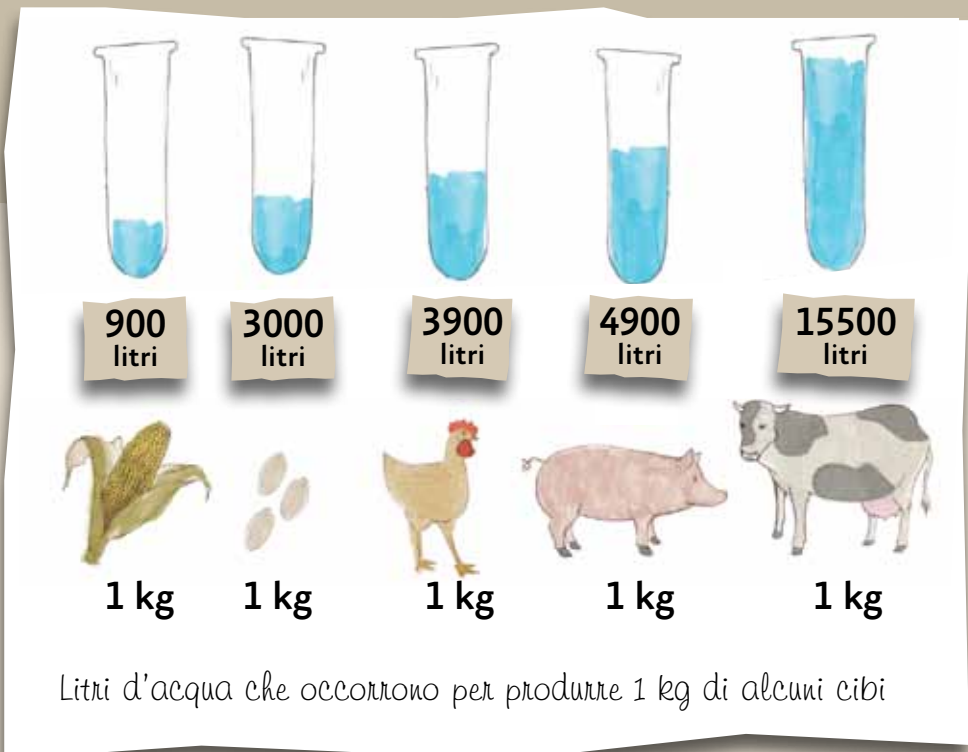 900
litri
3000
litri
3900
litri
4900
litri
15500
litri
1 kg
1 kg
1 kg
1 kg
1 kg
Litri d'acqua che occorrono per produrre 1 kg di alcuni cibi